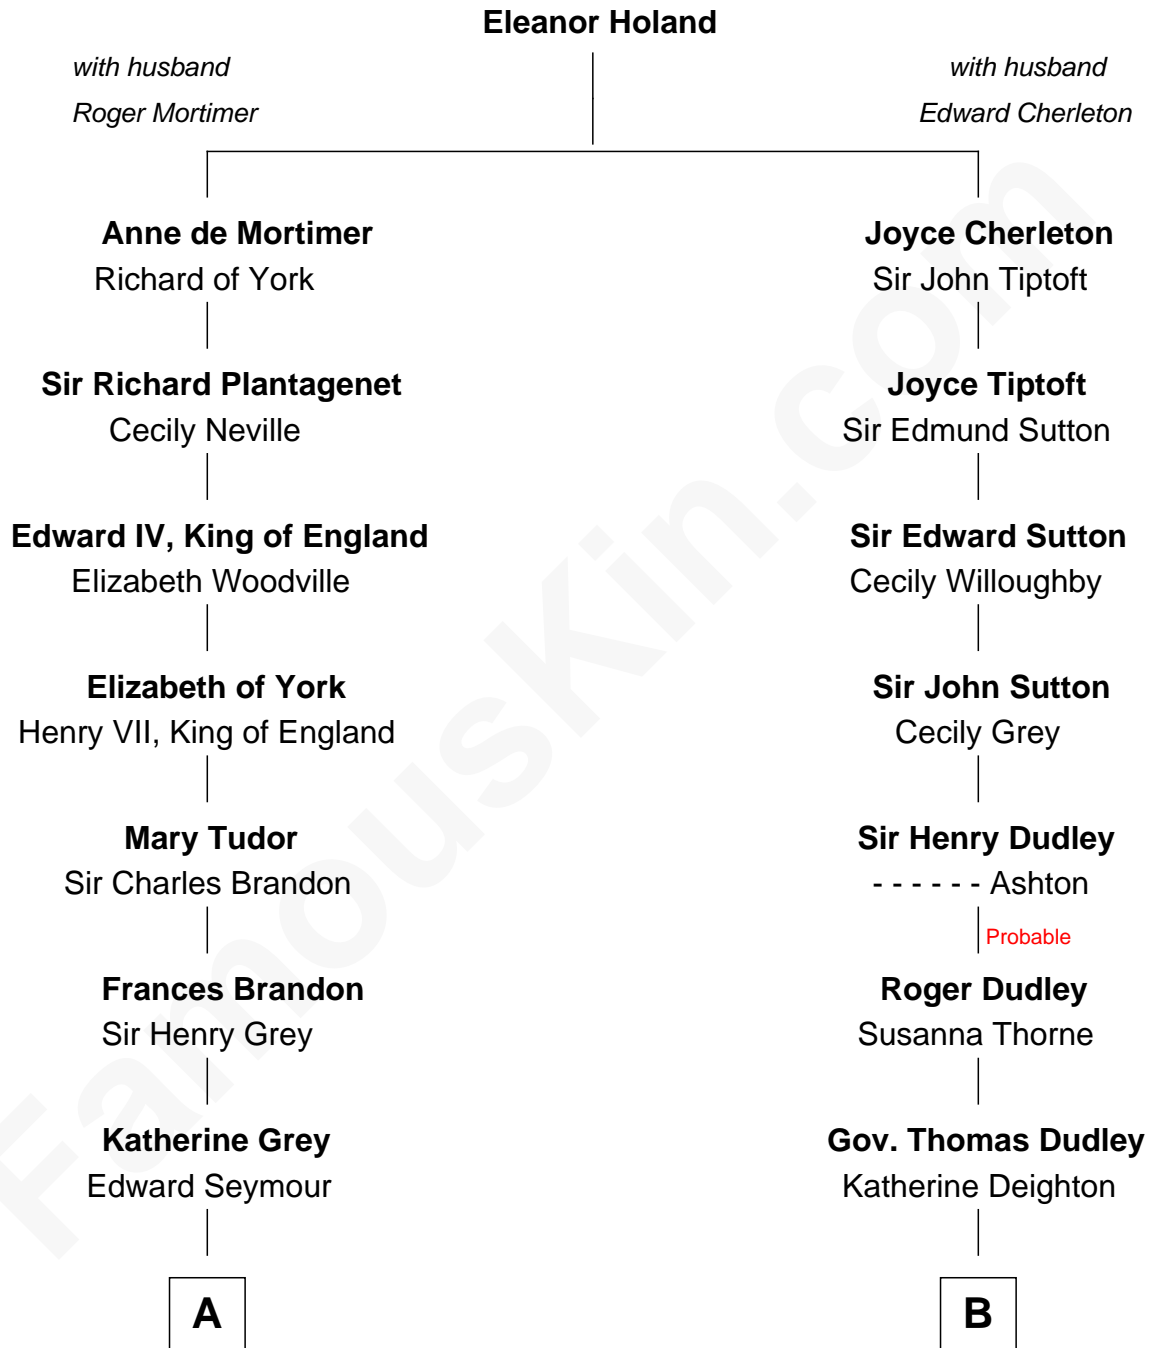 Eleanor Holand
with husband
Roger Mortimer
with husband
Edward Cherleton
Anne de Mortimer
Richard of York
Joyce Cherleton
Sir John Tiptoft
Sir Richard Plantagenet
Cecily Neville
Joyce Tiptoft
Sir Edmund Sutton
Edward IV, King of England
Elizabeth Woodville
Sir Edward Sutton
Cecily Willoughby
Elizabeth of York
Henry VII, King of England
Sir John Sutton
Cecily Grey
Mary Tudor
Sir Charles Brandon
Sir Henry Dudley
- - - - - - Ashton
Probable
Frances Brandon
Sir Henry Grey
Roger Dudley
Susanna Thorne
Katherine Grey
Edward Seymour
Gov. Thomas Dudley
Katherine Deighton
A
B
FamousKin.com